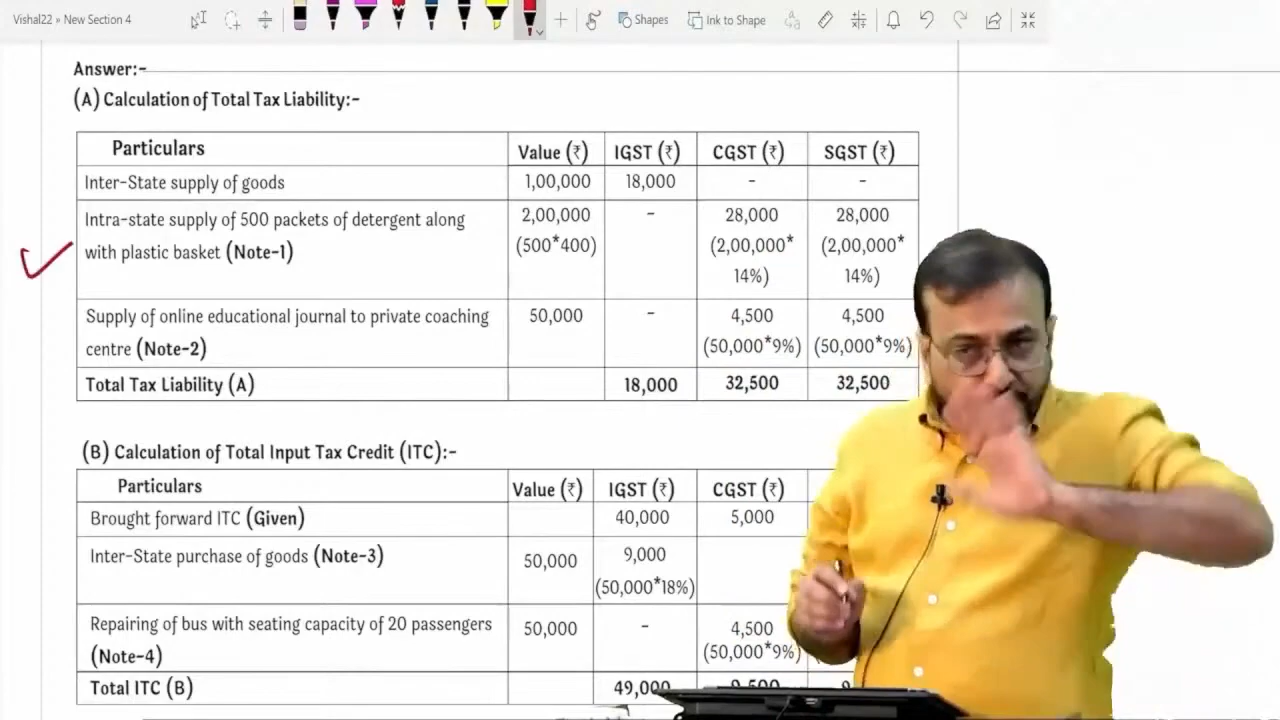 Vishal22 » New Section 4
Shapes
Ink to Shape
Answer:-
(A) Calculation of Total Tax Liability:-
Particulars Value (₹) IGST (₹) CGST (₹) SGST (₹)
Inter-State supply of goods 1,00,000 18,000 - -
Intra-state supply of 500 packets of detergent along 2,00,000 - 28,000 28,000
with plastic basket (Note-1) (500*400) (2,00,000* (2,00,000*
14%) 14%)
Supply of online educational journal to private coaching 50,000 - 4,500 4,500
centre (Note-2) (50,000*9%) (50,000*9%)
Total Tax Liability (A) 18,000 32,500 32,500
(B) Calculation of Total Input Tax Credit (ITC):-
Particulars Value (₹) IGST (₹) CGST (₹)
Brought forward ITC (Given) 40,000 5,000
Inter-State purchase of goods (Note-3) 50,000 9,000
(50,000*18%)
Repairing of bus with seating capacity of 20 passengers 50,000 - 4,500
(Note-4) (50,000*9%)
Total ITC (B) 49,000